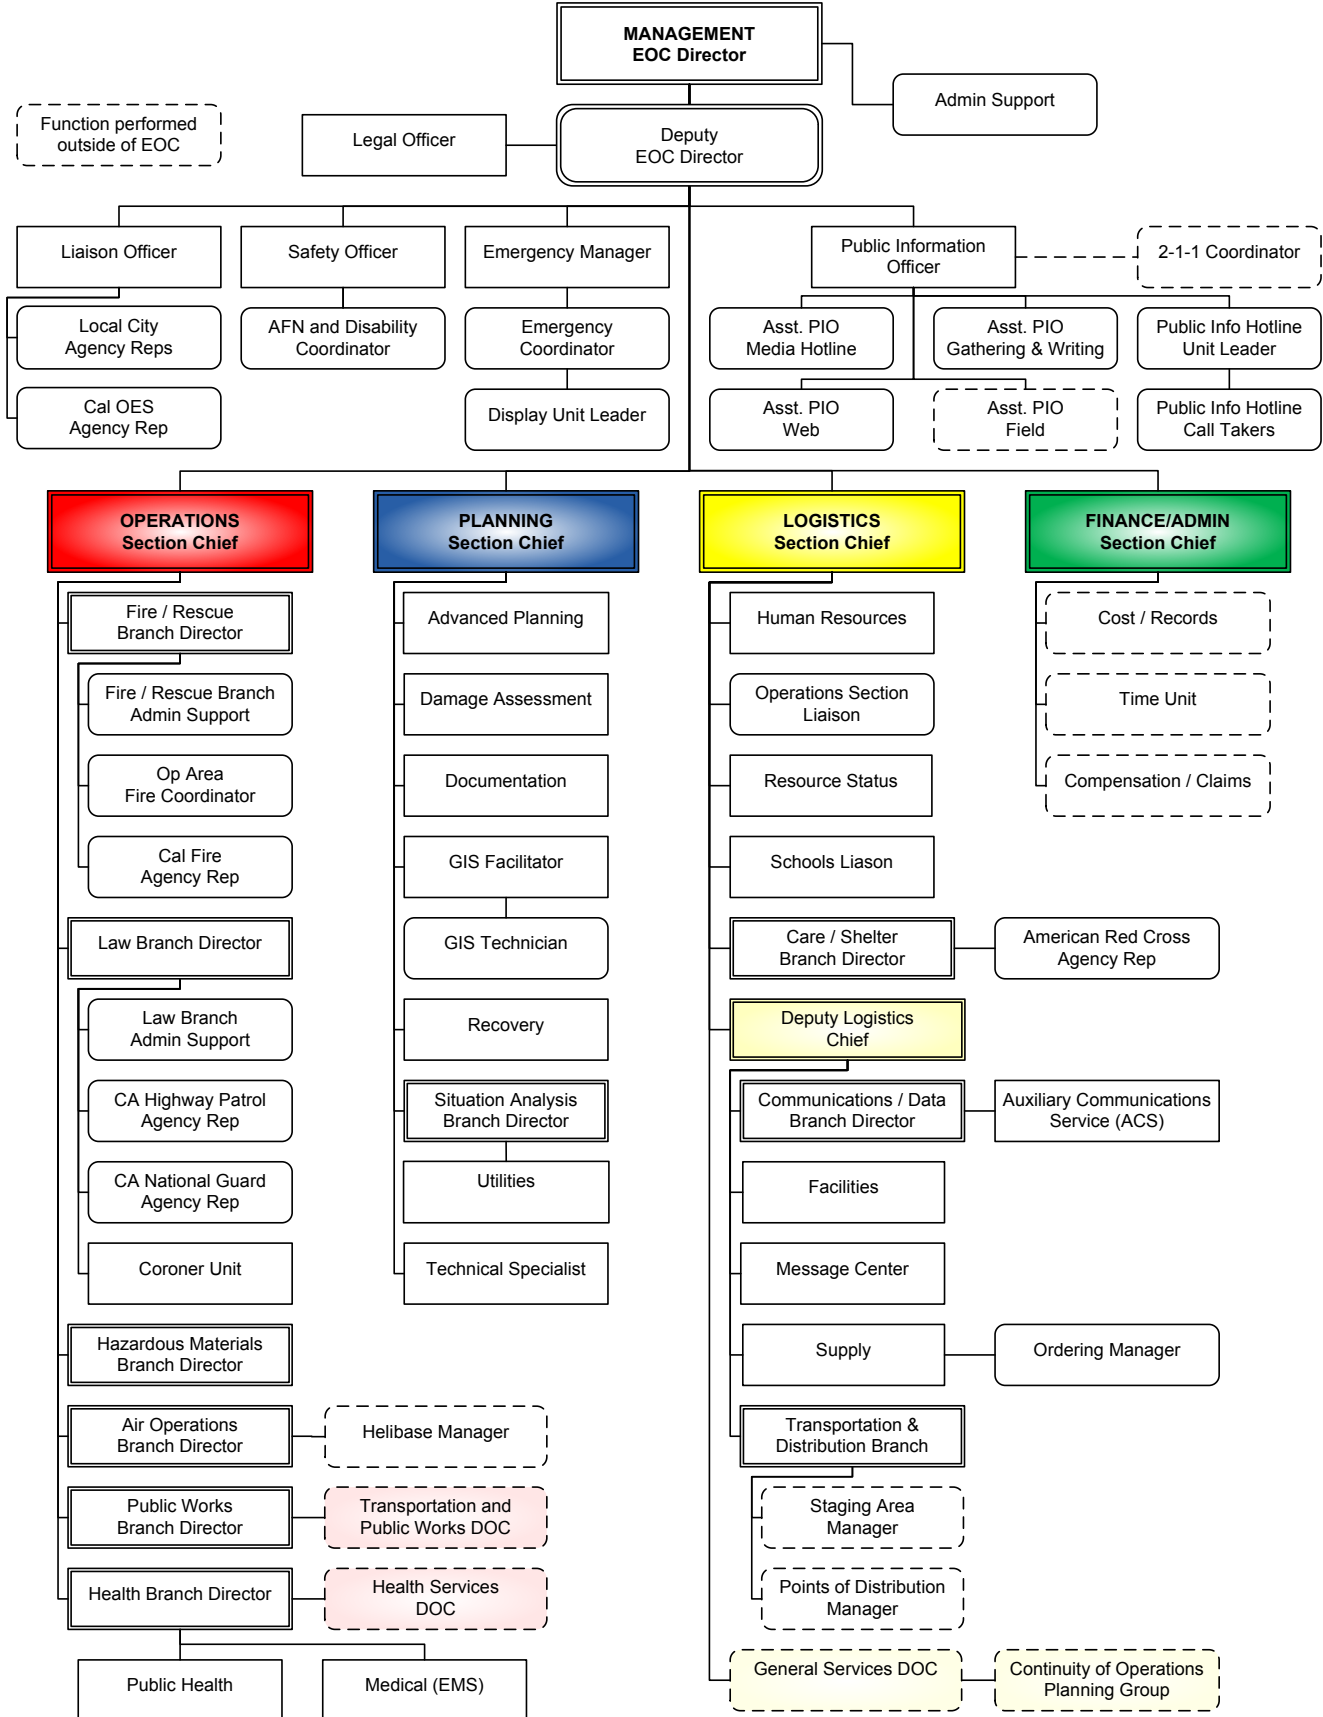 MANAGEMENT
EOC Director
Admin Support
Function performed
outside of EOC
Legal Officer
Deputy
EOC Director
Liaison Officer
Safety Officer
Emergency Manager
Public Information
Officer
2-1-1 Coordinator
Local City
Agency Reps
AFN and Disability
Coordinator
Emergency
Coordinator
Asst. PIO
Media Hotline
Asst. PIO
Gathering & Writing
Public Info Hotline
Unit Leader
Cal OES
Agency Rep
Display Unit Leader
Asst. PIO
Web
Asst. PIO
Field
Public Info Hotline
Call Takers
OPERATIONS
Section Chief
PLANNING
Section Chief
LOGISTICS
Section Chief
FINANCE/ADMIN
Section Chief
Fire / Rescue
Branch Director
Fire / Rescue Branch
Admin Support
Op Area
Fire Coordinator
Cal Fire
Agency Rep
Law Branch Director
Law Branch
Admin Support
CA Highway Patrol
Agency Rep
CA National Guard
Agency Rep
Coroner Unit
Hazardous Materials
Branch Director
Air Operations
Branch Director
Helibase Manager
Public Works
Branch Director
Transportation and
Public Works DOC
Health Branch Director
Health Services
DOC
Public Health
Medical (EMS)
Advanced Planning
Damage Assessment
Documentation
GIS Facilitator
GIS Technician
Recovery
Situation Analysis
Branch Director
Utilities
Technical Specialist
Human Resources
Operations Section
Liaison
Resource Status
Schools Liason
Care / Shelter
Branch Director
American Red Cross
Agency Rep
Deputy Logistics
Chief
Communications / Data
Branch Director
Auxiliary Communications
Service (ACS)
Facilities
Message Center
Supply
Ordering Manager
Transportation &
Distribution Branch
Staging Area
Manager
Points of Distribution
Manager
General Services DOC
Continuity of Operations
Planning Group
Cost / Records
Time Unit
Compensation / Claims